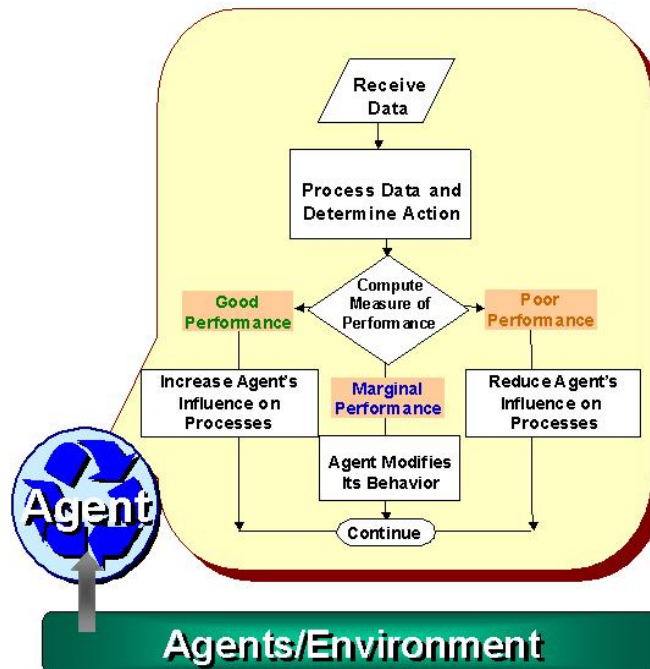 Receive
Data
Process Data and
Determine Action
Compute
Measure of
Performance
Good
Performance
Poor
Performance
Marginal
Performance
Increase Agent's
Influence on
Processes
Reduce Agent's
Influence on
Processes
Agent Modifies
Its Behavior
Continue
Agent
Agents/Environment